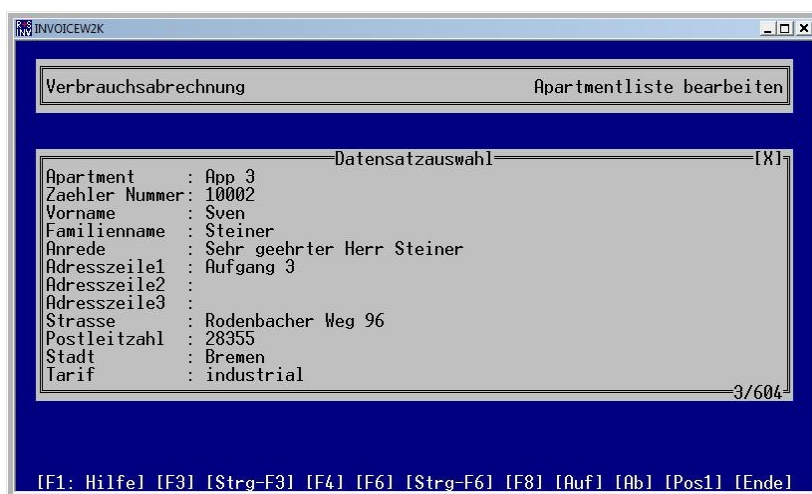 R&S INV INVOICEW2K
Verbrauchsabrechnung Apartmentliste bearbeiten
Datensatzauswahl [X]
Apartment : App 3
Zaehler Nummer: 10002
Vorname : Sven
Familienname : Steiner
Anrede : Sehr geehrter Herr Steiner
Adresszeile1 : Aufgang 3
Adresszeile2 :
Adresszeile3 :
Strasse : Rodenbacher Weg 96
Postleitzahl : 28355
Stadt : Bremen
Tarif : industrial
3/604
[F1: Hilfe] [F3] [Strg-F3] [F4] [F6] [Strg-F6] [F8] [Auf] [Ab] [Pos1] [Ende]